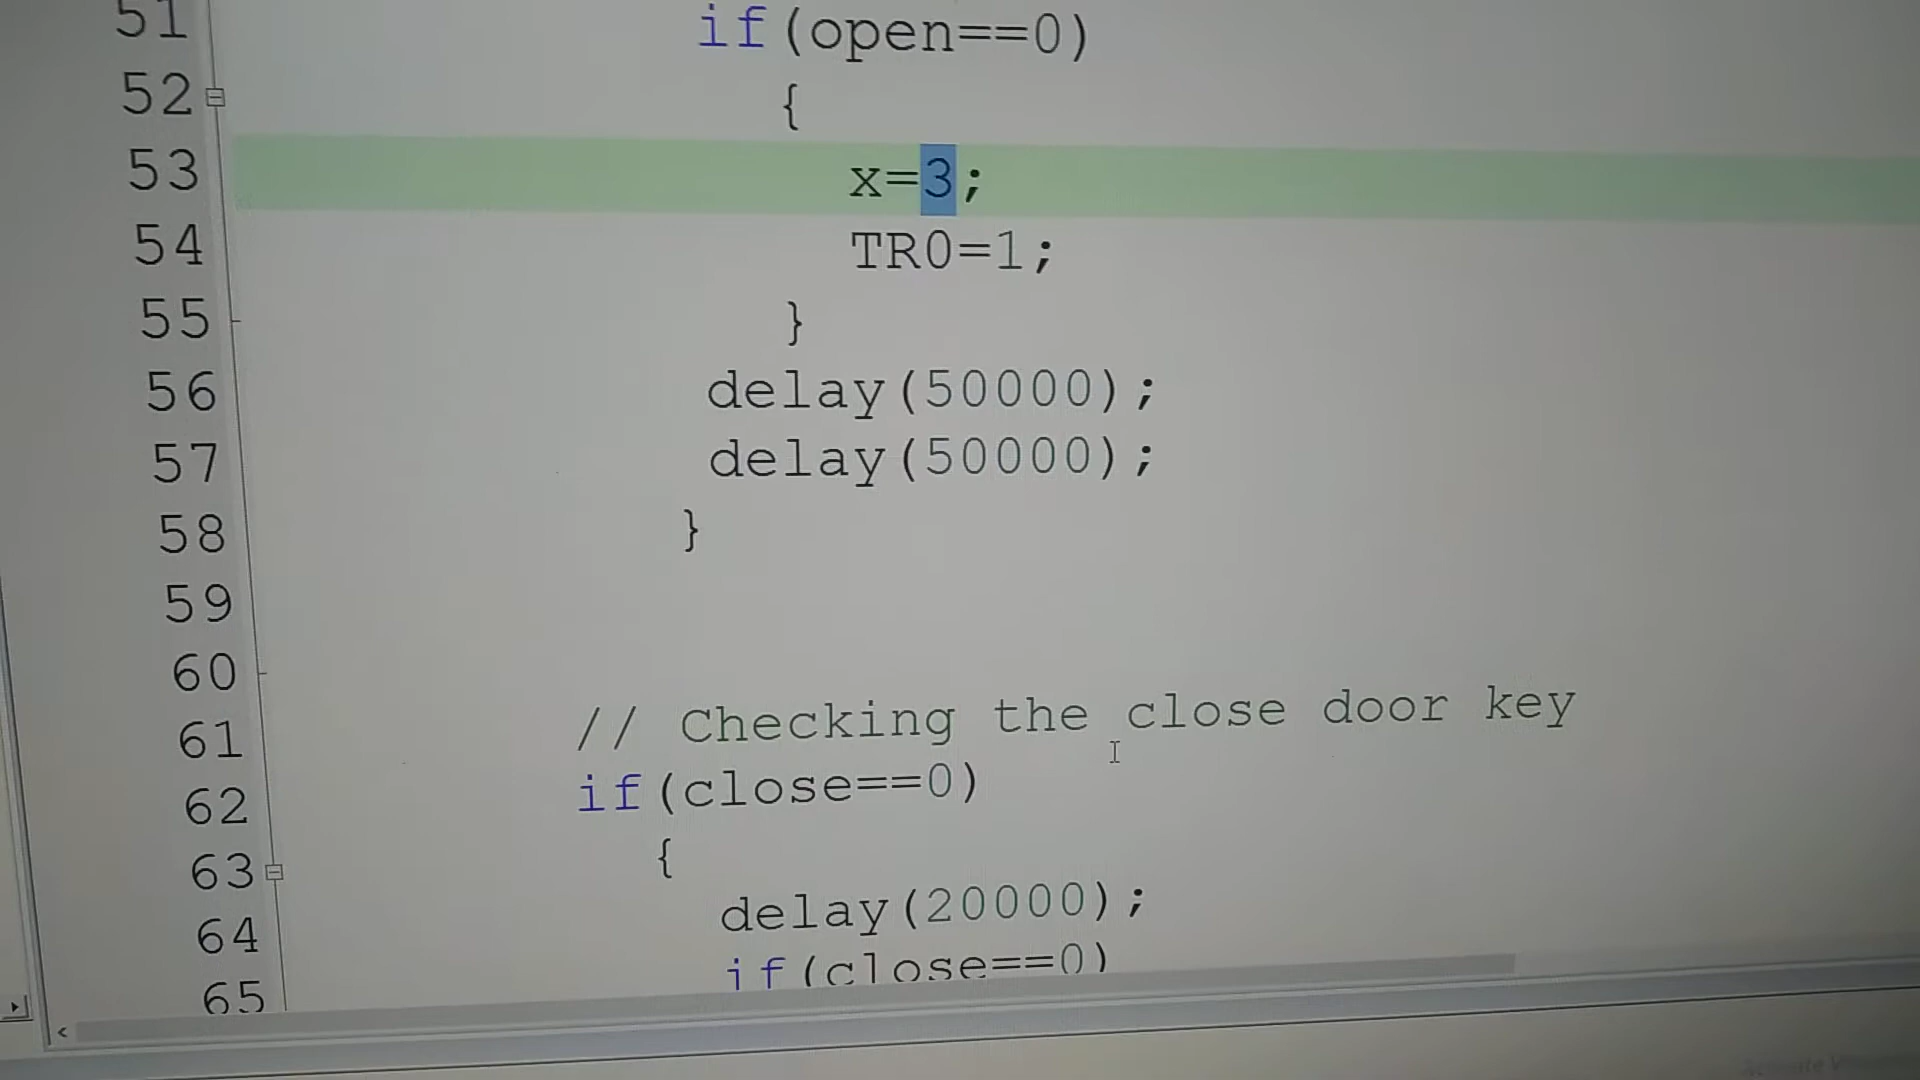 51 if(open==0)
52 {
53 x=3;
54 TR0=1;
55 }
56 delay(50000);
57 delay(50000);
58 }
59
60
61 // Checking the close door key
62 if(close==0)
63 {
64 delay(20000);
65 if(close==0)